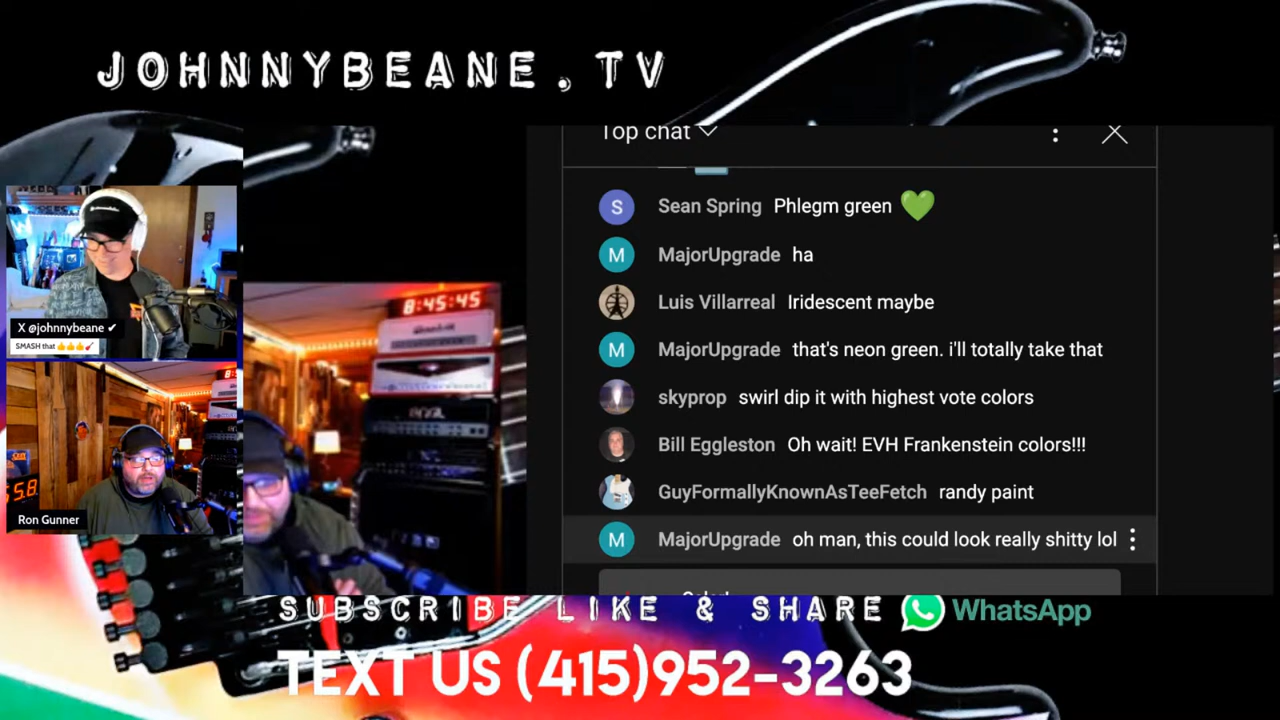 JOHNNYBEANE.TV
Top chat
Sean Spring Phlegm green 💚
MajorUpgrade ha
Luis Villarreal Iridescent maybe
MajorUpgrade that's neon green. i'll totally take that
skyprop swirl dip it with highest vote colors
Bill Eggleston Oh wait! EVH Frankenstein colors!!!
GuyFormallyKnownAsTeeFetch randy paint
MajorUpgrade oh man, this could look really shitty lol
X @johnnybeane ✔
SMASH that 👍👍👍🎸
Ron Gunner
8:45:45
SUBSCRIBE LIKE & SHARE
WhatsApp
TEXT US (415)952-3263